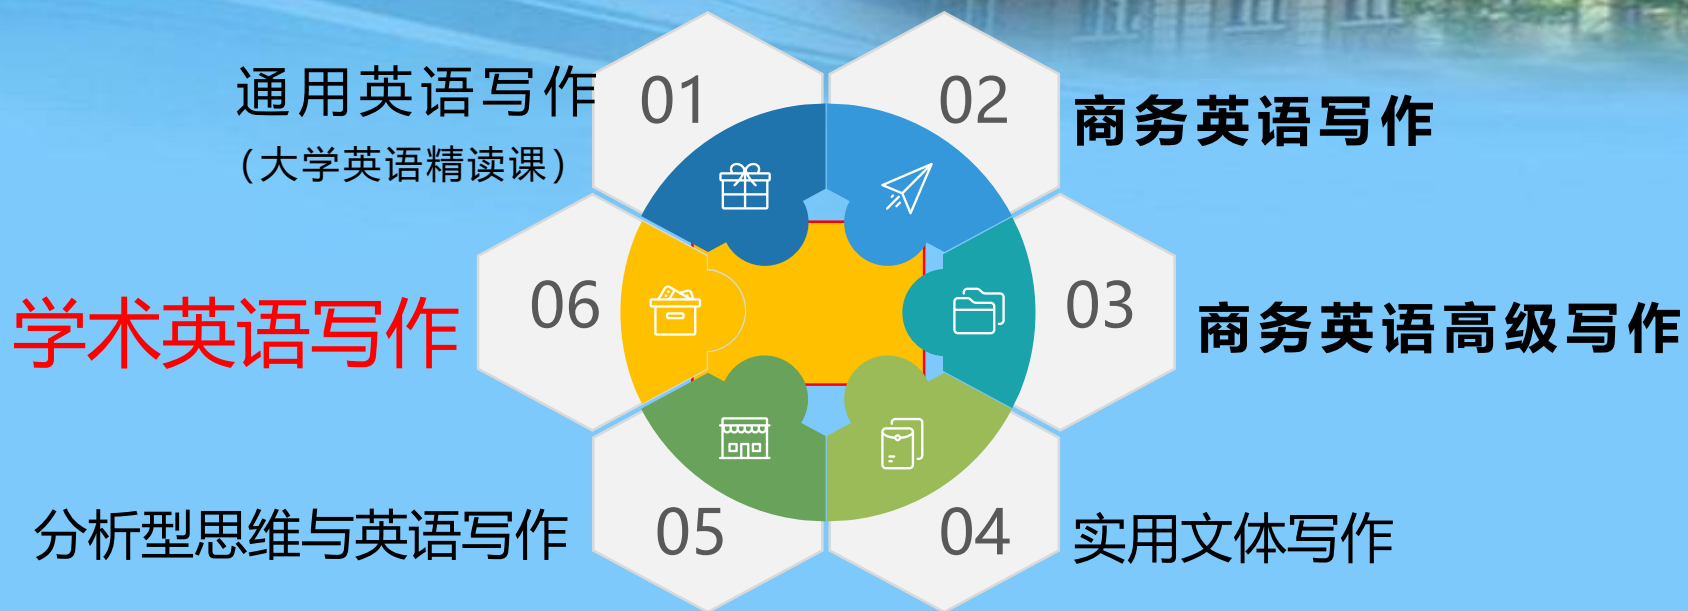 通用英语写作
（大学英语精读课）
01
02
商务英语写作
学术英语写作
06
03
商务英语高级写作
分析型思维与英语写作
05
04
实用文体写作